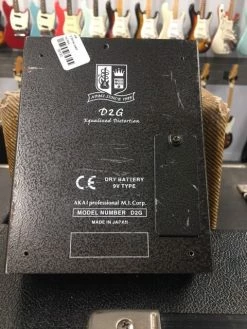 D2G
Equalized Distortion
CE
DRY BATTERY
9V TYPE
AKAI professional M.I. Corp.
MODEL NUMBER D2G
MADE IN JAPAN